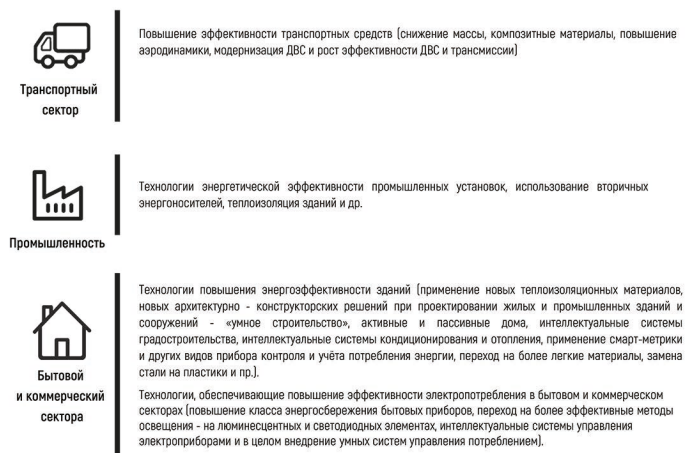 Повышение эффективности транспортных средств (снижение массы, композитные материалы, повышение
аэродинамики, модернизация ДВС и рост эффективности ДВС и трансмиссии)
Транспортный
сектор
Технологии энергетической эффективности промышленных установок, использование вторичных
энергоносителей, теплоизоляция зданий и др.
Промышленность
Технологии повышения энергоэффективности зданий (применение новых теплоизоляционных материалов,
новых архитектурно - конструкторских решений при проектировании жилых и промышленных зданий и
сооружений - «умное строительство», активные и пассивные дома, интеллектуальные системы
градостроительства, интеллектуальные системы кондиционирования и отопления, применение смарт-метрики
и других видов прибора контроля и учёта потребления энергии, переход на более легкие материалы, замена
стали на пластики и пр.).
Бытовой
и коммерческий
сектора
Технологии, обеспечивающие повышение эффективности электропотребления в бытовом и коммерческом
секторах (повышение класса энергосбережения бытовых приборов, переход на более эффективные методы
освещения - на люминесцентных и светодиодных элементах, интеллектуальные системы управления
электроприборами и в целом внедрение умных систем управления потреблением).